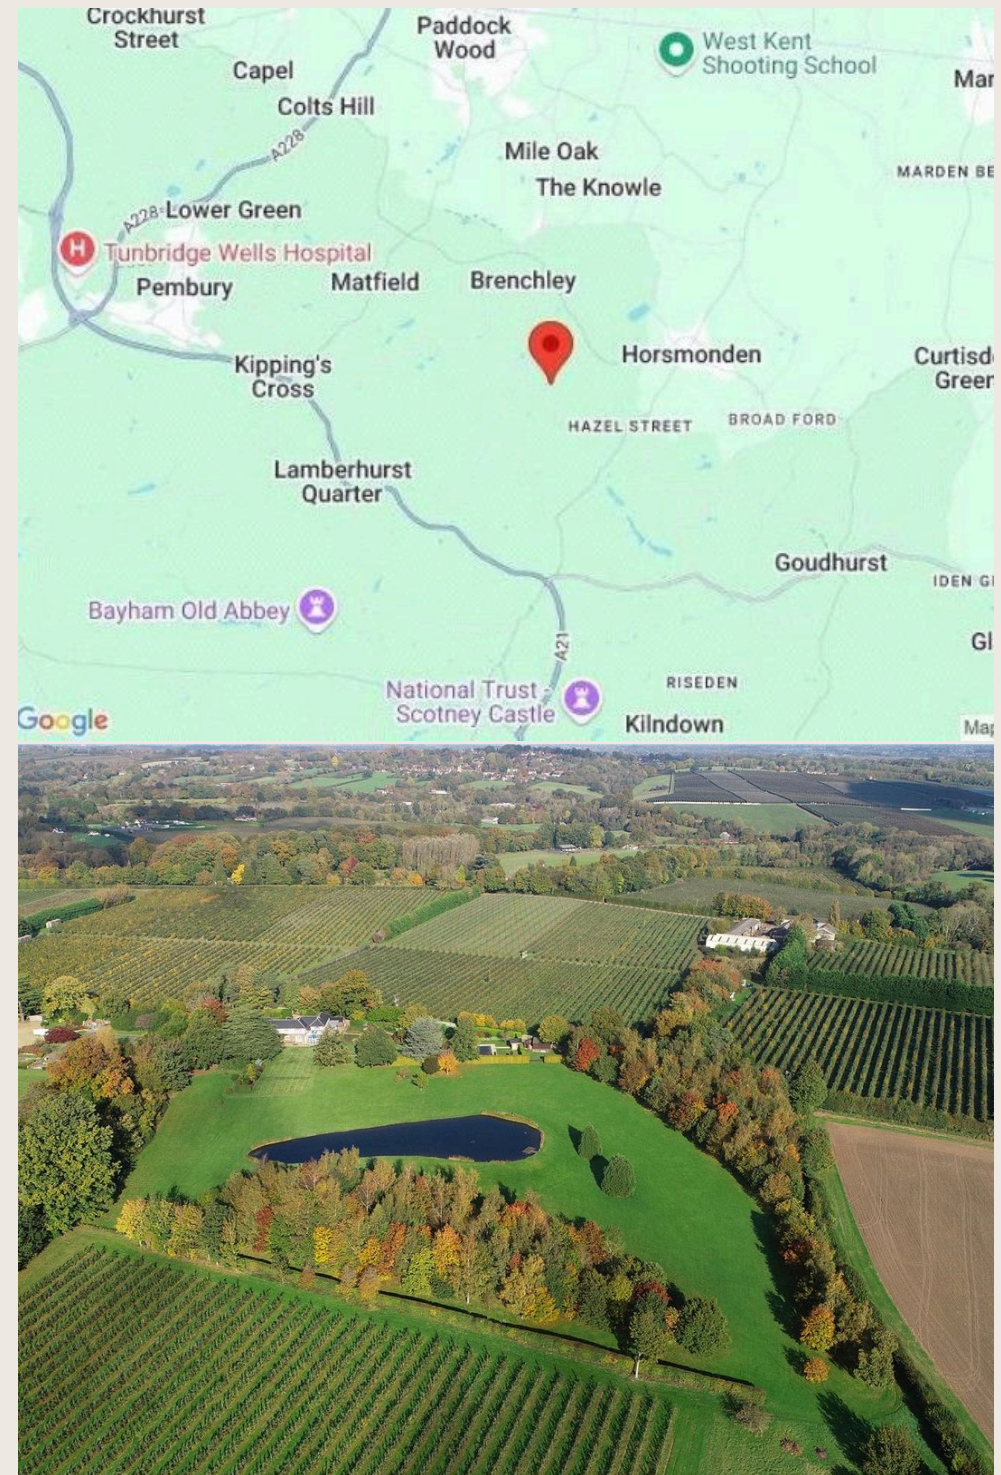 Crockhurst
Street
Paddock
Wood
West Kent
Shooting School
Capel
Colts Hill
Mar
A228
Mile Oak
The Knowle
MARDEN BE
A228
Lower Green
Tunbridge Wells Hospital
H
Pembury
Matfield
Brenchley
Kipping's
Cross
Horsmonden
Curtisd
Green
HAZEL STREET
BROAD FORD
Lamberhurst
Quarter
Goudhurst
IDEN G
Bayham Old Abbey
A21
Gl
RISEDEN
National Trust -
Scotney Castle
Kilndown
Google
Map